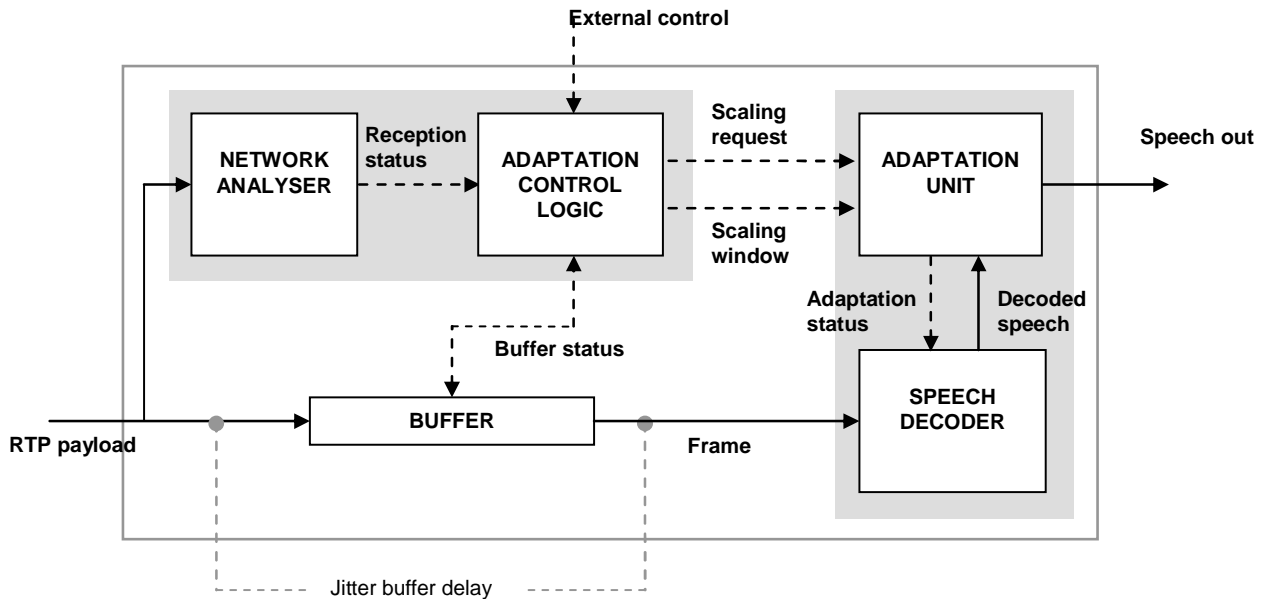 External control
NETWORK
ANALYSER
Reception
status
ADAPTATION
CONTROL
LOGIC
Scaling
request
Scaling
window
ADAPTATION
UNIT
Speech out
Buffer status
Adaptation
status
Decoded
speech
RTP payload
BUFFER
Frame
SPEECH
DECODER
Jitter buffer delay